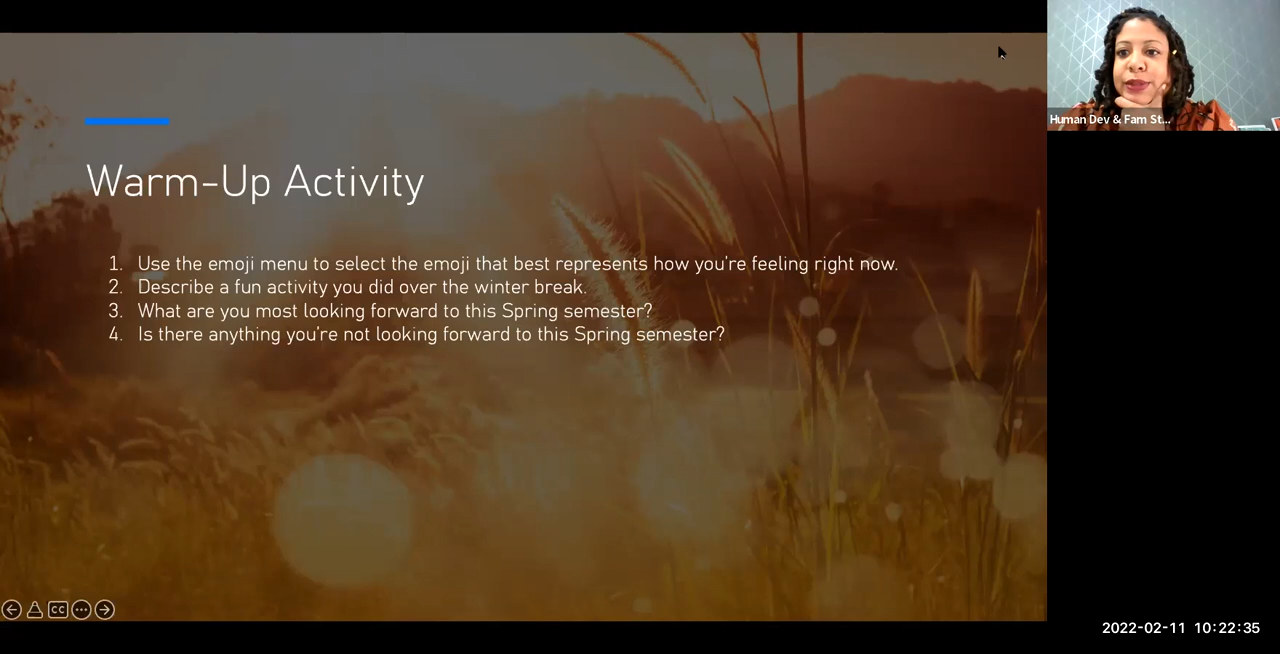 Warm-Up Activity
1. Use the emoji menu to select the emoji that best represents how you're feeling right now.
2. Describe a fun activity you did over the winter break.
3. What are you most looking forward to this Spring semester?
4. Is there anything you're not looking forward to this Spring semester?
Human Dev & Fam St...
CC
2022-02-11 10:22:35